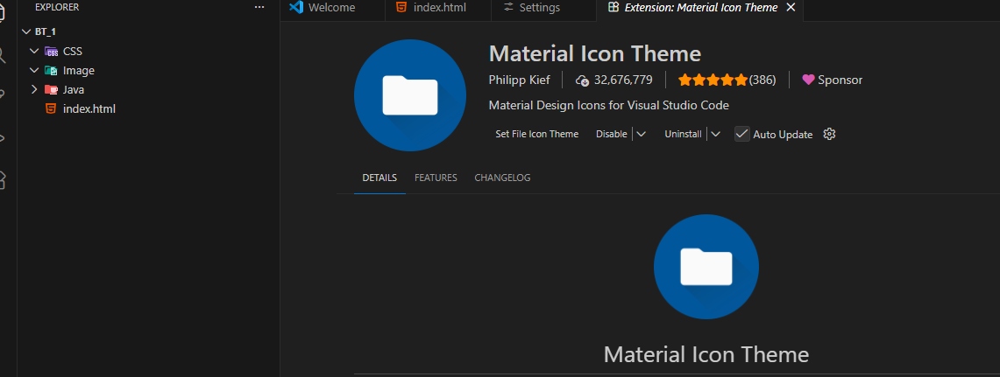 EXPLORER ...
BT_1
CSS
Image
Java
index.html
Welcome
index.html
Settings
Extension: Material Icon Theme
Material Icon Theme
Philipp Kief 32,676,779 (386) Sponsor
Material Design Icons for Visual Studio Code
Set File Icon Theme Disable Uninstall Auto Update
DETAILS FEATURES CHANGELOG
Material Icon Theme